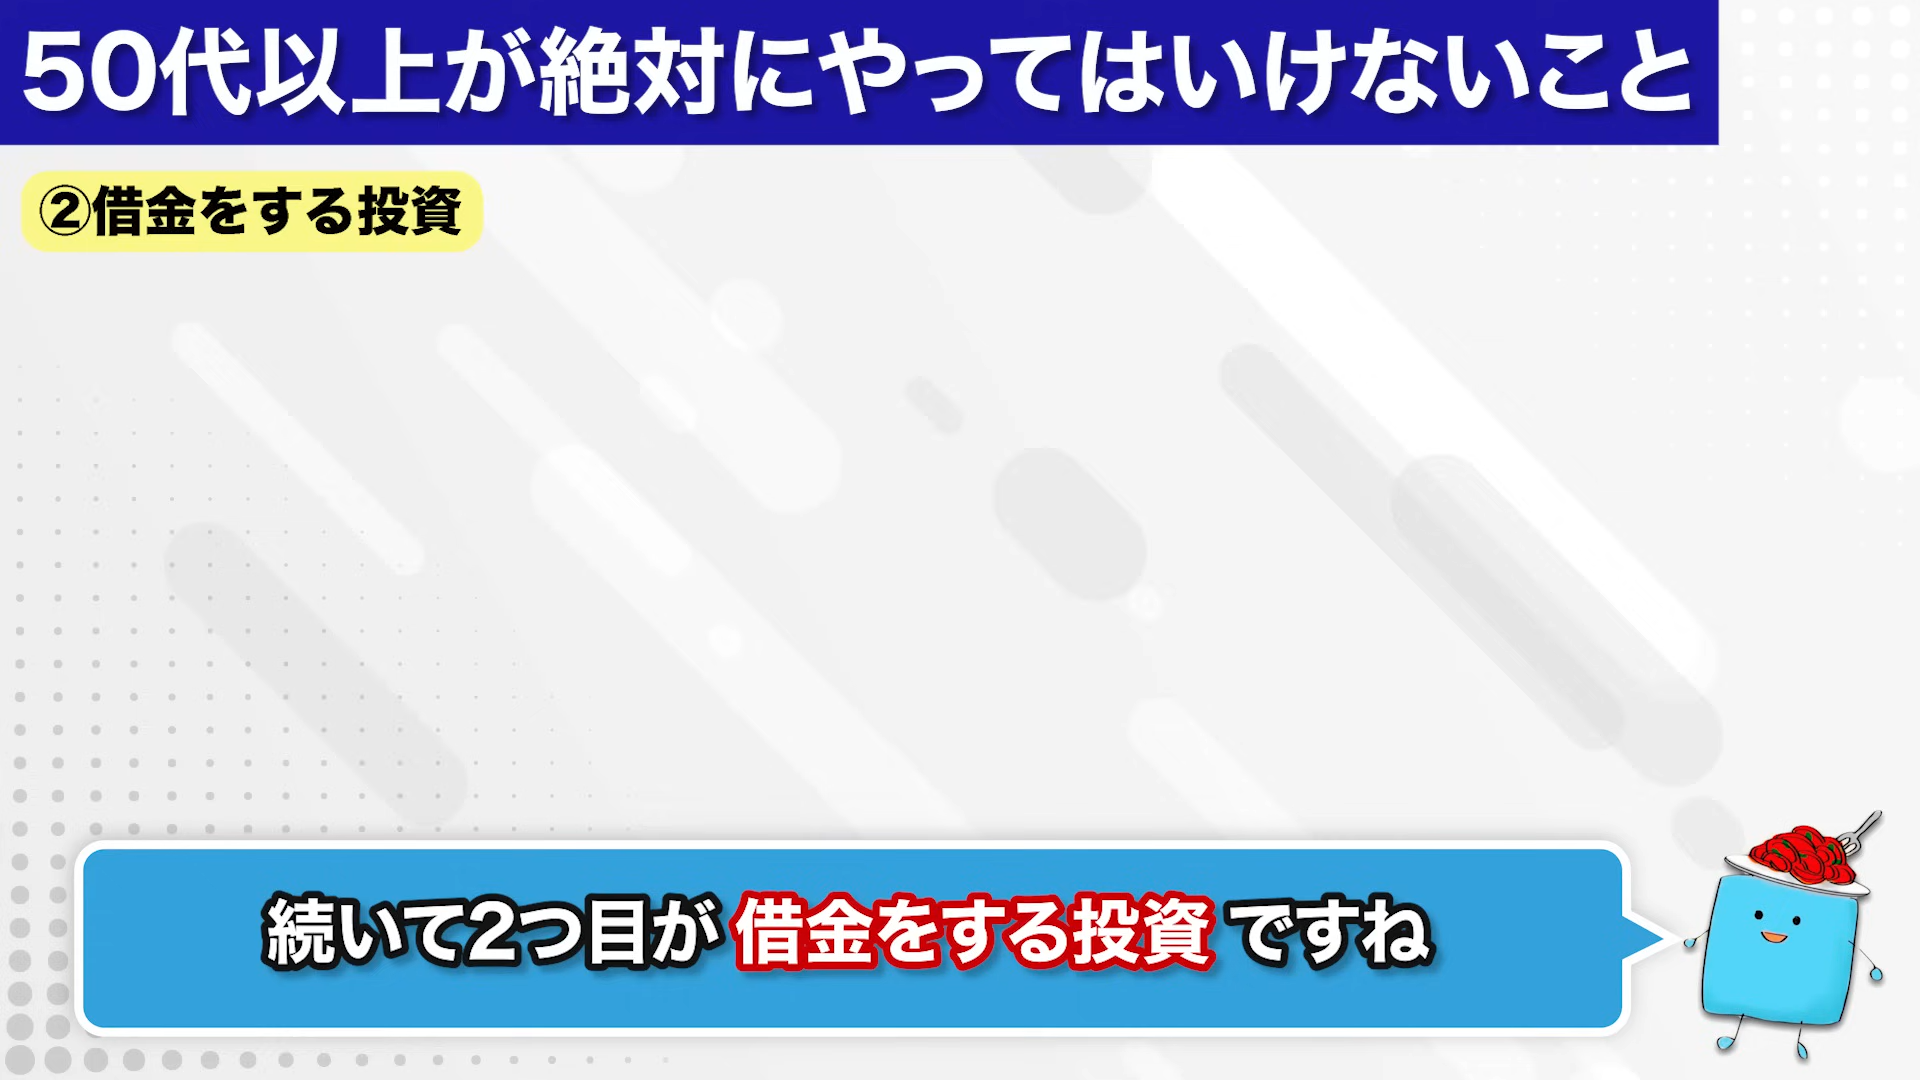 50代以上が絶対にやってはいけないこと
②借金をする投資
続いて2つ目が 借金をする投資 ですね